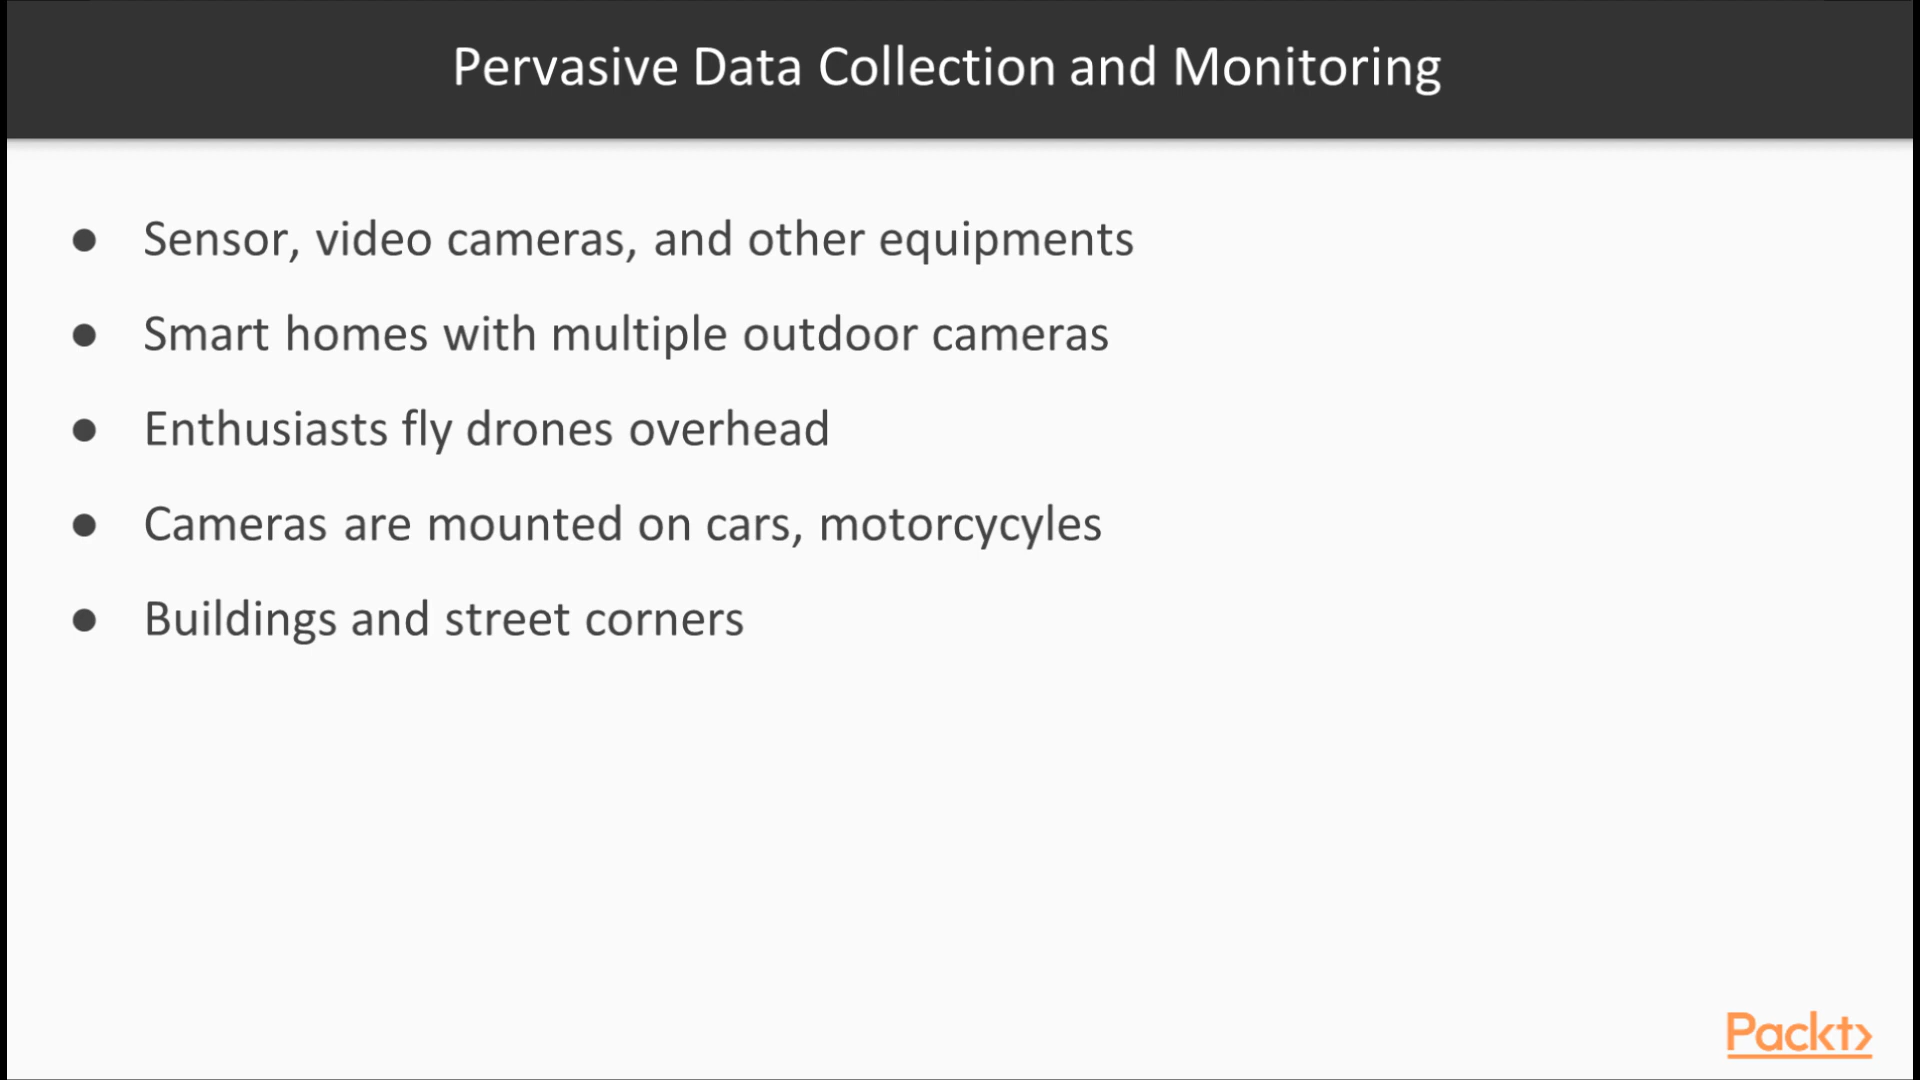 Pervasive Data Collection and Monitoring
● Sensor, video cameras, and other equipments
● Smart homes with multiple outdoor cameras
● Enthusiasts fly drones overhead
● Cameras are mounted on cars, motorcycyles
● Buildings and street corners
Packt>